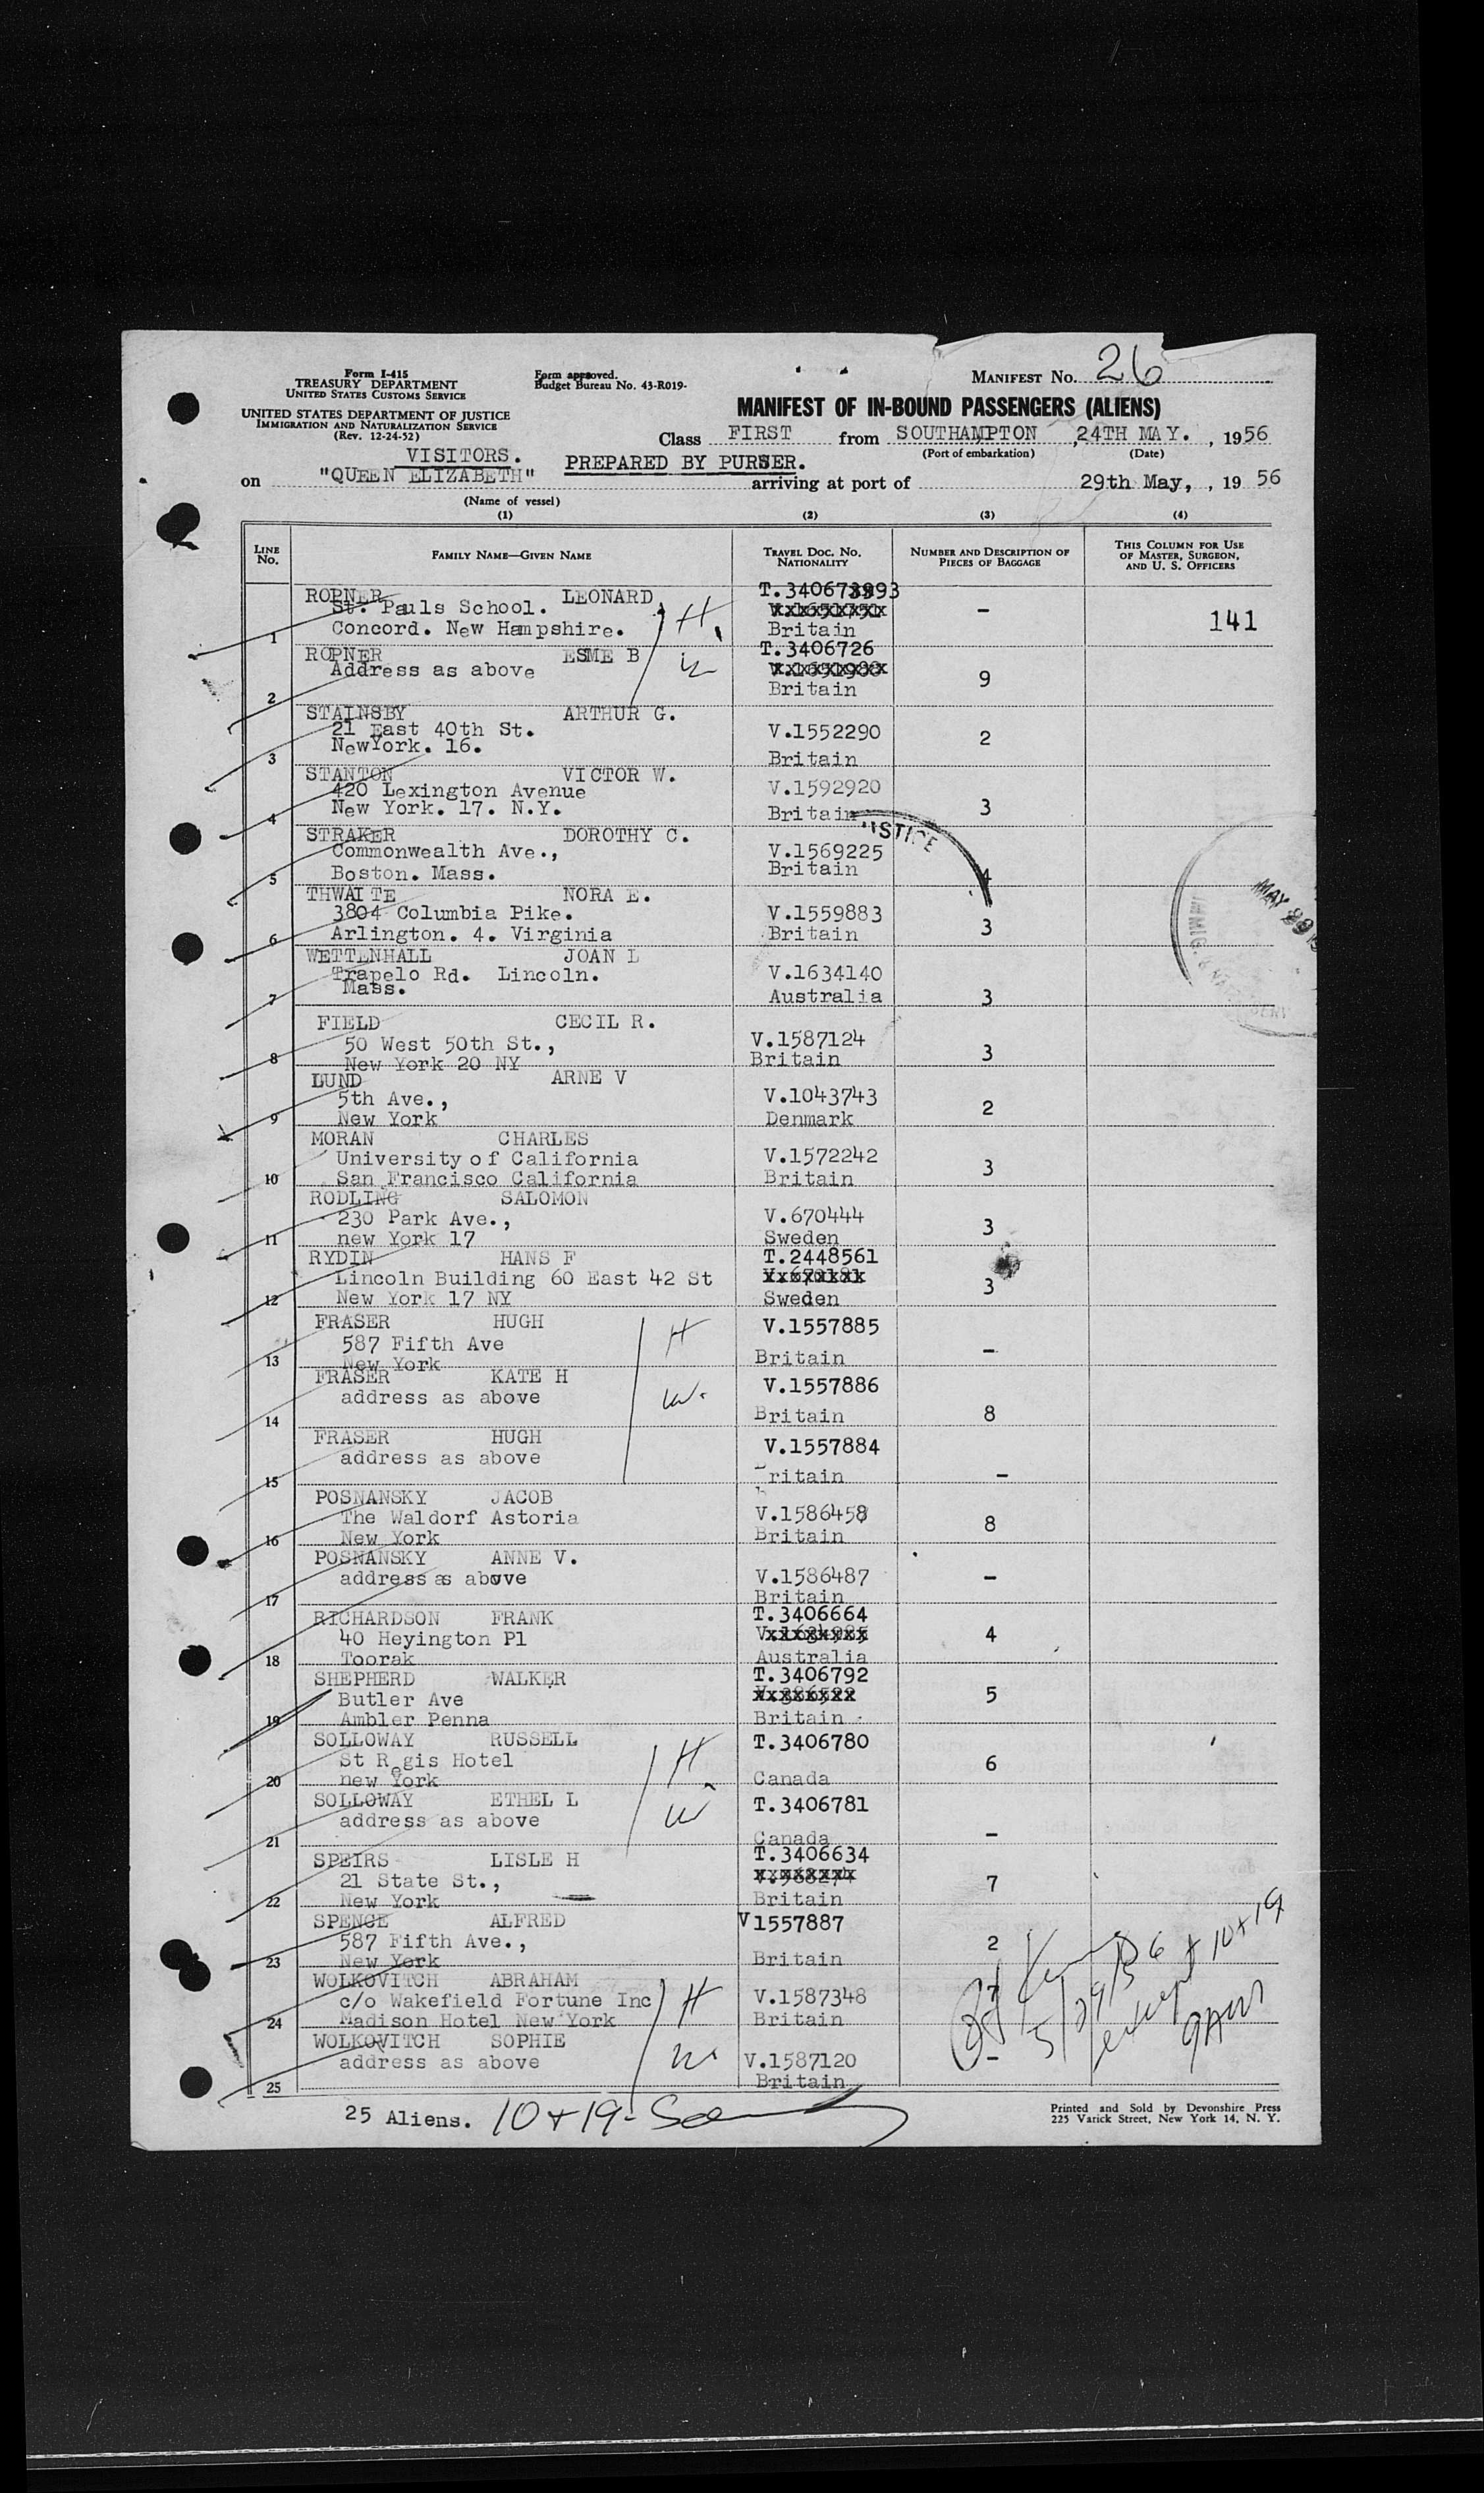 Form I-415
TREASURY DEPARTMENT
UNITED STATES CUSTOMS SERVICE
UNITED STATES DEPARTMENT OF JUSTICE
IMMIGRATION AND NATURALIZATION SERVICE
(Rev. 12-24-52)
Form approved.
Budget Bureau No. 43-R019-
MANIFEST NO. 26
MANIFEST OF IN-BOUND PASSENGERS (ALIENS)
Class FIRST from SOUTHAMPTON, 24TH MAY. , 1956
(Port of embarkation) (Date)
VISITORS. PREPARED BY PURSER.
on "QUEEN ELIZABETH" arriving at port of 29th May, , 19 56
(Name of vessel)
(1) (2) (3) (4)
LINE NO. FAMILY NAME—GIVEN NAME TRAVEL DOC. NO. NATIONALITY NUMBER AND DESCRIPTION OF PIECES OF BAGGAGE THIS COLUMN FOR USE OF MASTER, SURGEON, AND U. S. OFFICERS
ROPNER LEONARD
St. Pauls School. –
1 Concord. New Hampshire. H. Britain 141
ROPNER ESME B T.3406726
Address as above W
2 Britain 9
STAINSBY ARTHUR G.
21 East 40th St. V.1552290 2
3 NewYork. 16. Britain
STANTON VICTOR W.
420 Lexington Avenue V.1592920
4 New York. 17. N.Y. Britain 3
STRAKER DOROTHY C. USTICE
Commonwealth Ave., V.1569225
5 Boston. Mass. Britain 4
THWAITE NORA E.
3804 Columbia Pike. V.1559883
6 Arlington. 4. Virginia Britain 3
MAY 29
WETTENHALL JOAN L
Trapelo Rd. Lincoln. V.1634140
7 Mass. Australia 3
FIELD CECIL R.
50 West 50th St., V.1587124
8 New York 20 NY Britain 3
LUND ARNE V
5th Ave., V.1043743
9 New York Denmark 2
MORAN CHARLES
University of California V.1572242
10 San Francisco California Britain 3
RODLING SALOMON
230 Park Ave., V.670444
11 new York 17 Sweden 3
RYDIN HANS F T.2448561
Lincoln Building 60 East 42 St
12 New York 17 NY Sweden 3
FRASER HUGH H V.1557885
587 Fifth Ave
13 New York Britain –
FRASER KATE H V.1557886
address as above W.
14 Britain 8
FRASER HUGH V.1557884
address as above
15 ritain –
POSNANSKY JACOB
The Waldorf Astoria V.1586458
16 New York Britain 8
POSNANSKY ANNE V.
address as above V.1586487 –
17 Britain
RICHARDSON FRANK T.3406664
40 Heyington Pl 4
18 Toorak Australia
SHEPHERD WALKER T.3406792
Butler Ave 5
19 Ambler Penna Britain
SOLLOWAY RUSSELL H T.3406780
St Regis Hotel 6
20 new York Canada
SOLLOWAY ETHEL L W T.3406781
address as above
21 Canada –
SPEIRS LISLE H T.3406634
21 State St., 7
22 New York Britain
SPENCE ALFRED V1557887
587 Fifth Ave., 2
23 New York Britain
WOLKOVITCH ABRAHAM H
c/o Wakefield Fortune Inc V.1587348 7
24 Madison Hotel New York Britain
WOLKOVITCH SOPHIE
address as above W. V.1587120 –
25 Britain
5/29/56
except 10+19
25 Aliens. 10+19-
Printed and Sold by Devonshire Press
225 Varick Street, New York 14, N. Y.